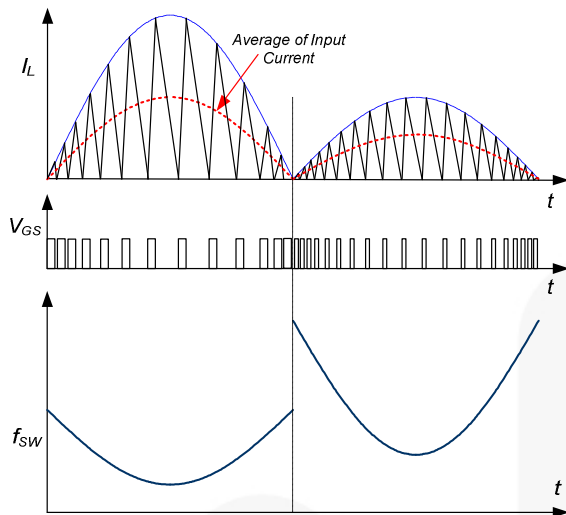 Average of Input
Current
I_L
t
V_GS
t
f_SW
t